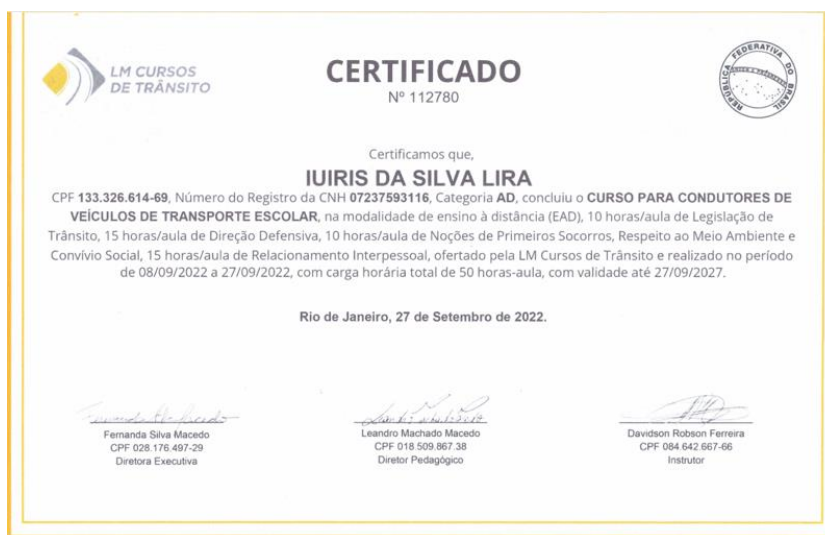 LM CURSOS
DE TRÂNSITO
CERTIFICADO
Nº 112780
REPÚBLICA FEDERATIVA DO BRASIL
Certificamos que,
IUIRIS DA SILVA LIRA
CPF 133.326.614-69, Número do Registro da CNH 07237593116, Categoria AD, concluiu o CURSO PARA CONDUTORES DE
VEÍCULOS DE TRANSPORTE ESCOLAR, na modalidade de ensino à distância (EAD), 10 horas/aula de Legislação de
Trânsito, 15 horas/aula de Direção Defensiva, 10 horas/aula de Noções de Primeiros Socorros, Respeito ao Meio Ambiente e
Convívio Social, 15 horas/aula de Relacionamento Interpessoal, ofertado pela LM Cursos de Trânsito e realizado no período
de 08/09/2022 a 27/09/2022, com carga horária total de 50 horas-aula, com validade até 27/09/2027.
Rio de Janeiro, 27 de Setembro de 2022.
Fernanda Silva Macedo
CPF 028.176.497-29
Diretora Executiva
Leandro Machado Macedo
CPF 018.509.867.38
Diretor Pedagógico
Davidson Robson Ferreira
CPF 084.642.667-66
Instrutor